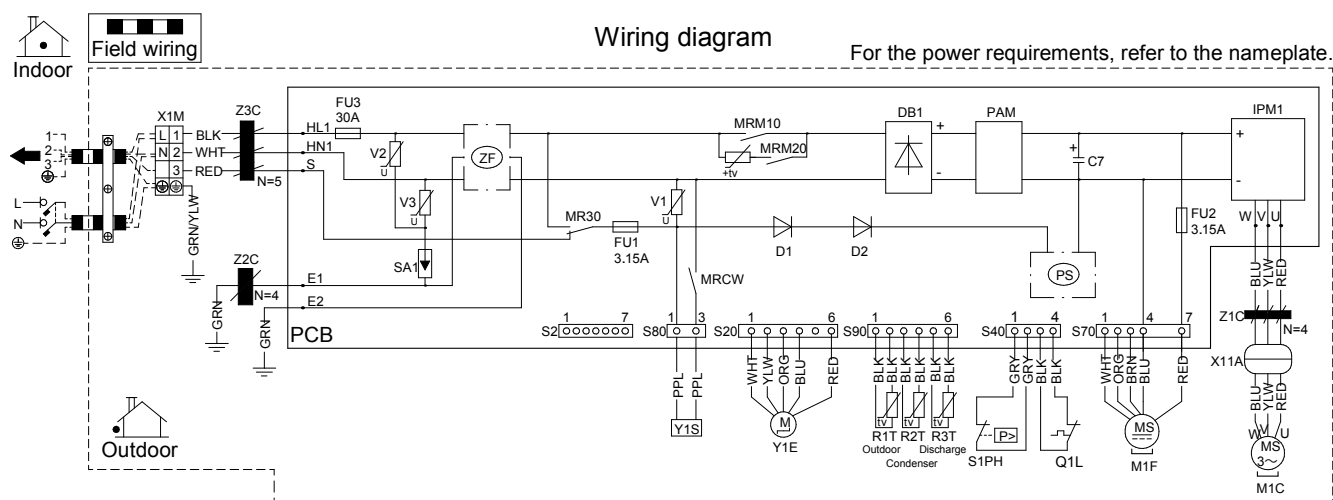 Wiring diagram
For the power requirements, refer to the nameplate.
Indoor
Field wiring
Outdoor
PCB
X1M
L 1
N 2
3
BLK
WHT
RED
GRN/YLW
1
2
3
L
N
Z3C
N=5
HL1
HN1
S
FU3
30A
V2
U
V3
U
SA1
ZF
Z2C
N=4
GRN
GRN
E1
E2
MR30
FU1
3.15A
V1
U
MRCW
MRM10
MRM20
+tv
D1
D2
DB1
+
-
PAM
+
C7
PS
FU2
3.15A
IPM1
+
-
W V U
BLU
YLW
RED
Z1C
N=4
X11A
BLU
YLW
RED
W V U
MS
3~
M1C
S2 1 7
S80 1 3
PPL
PPL
Y1S
S20 1 6
WHT
YLW
ORG
BLU
RED
M
Y1E
S90 1 6
BLK
BLK
BLK
BLK
BLK
BLK
tv
tv
tv
R1T R2T R3T
Outdoor Discharge
Condenser
S40 1 4
GRY
GRY
BLK
BLK
P>
S1PH
Q1L
S70 1 4 7
WHT
ORG
BRN
BLU
RED
MS
M1F